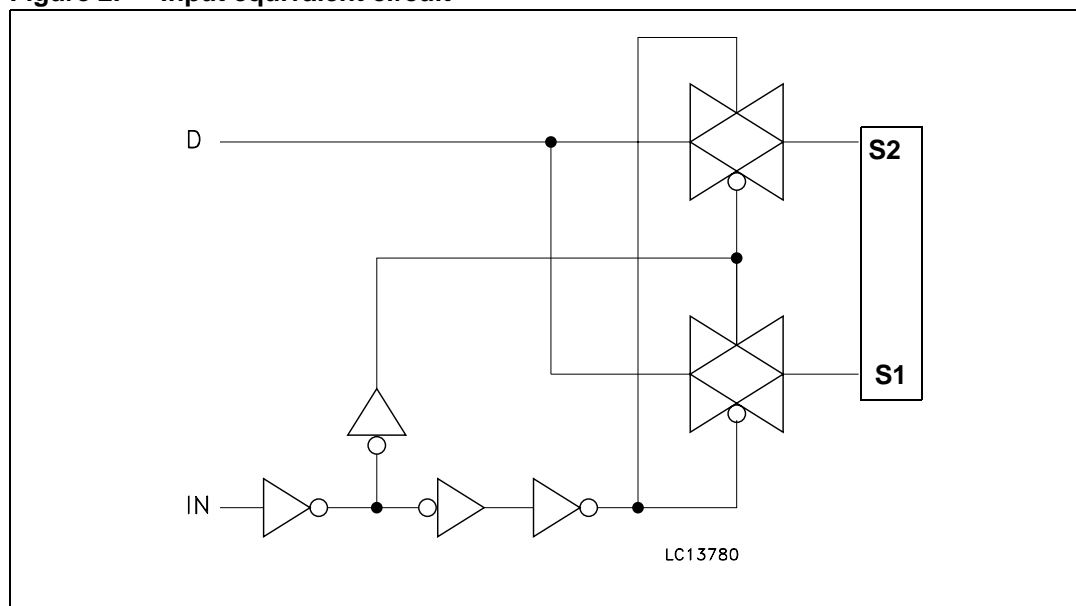 Figure 2. Input equivalent circuit
D
S2
S1
IN
LC13780